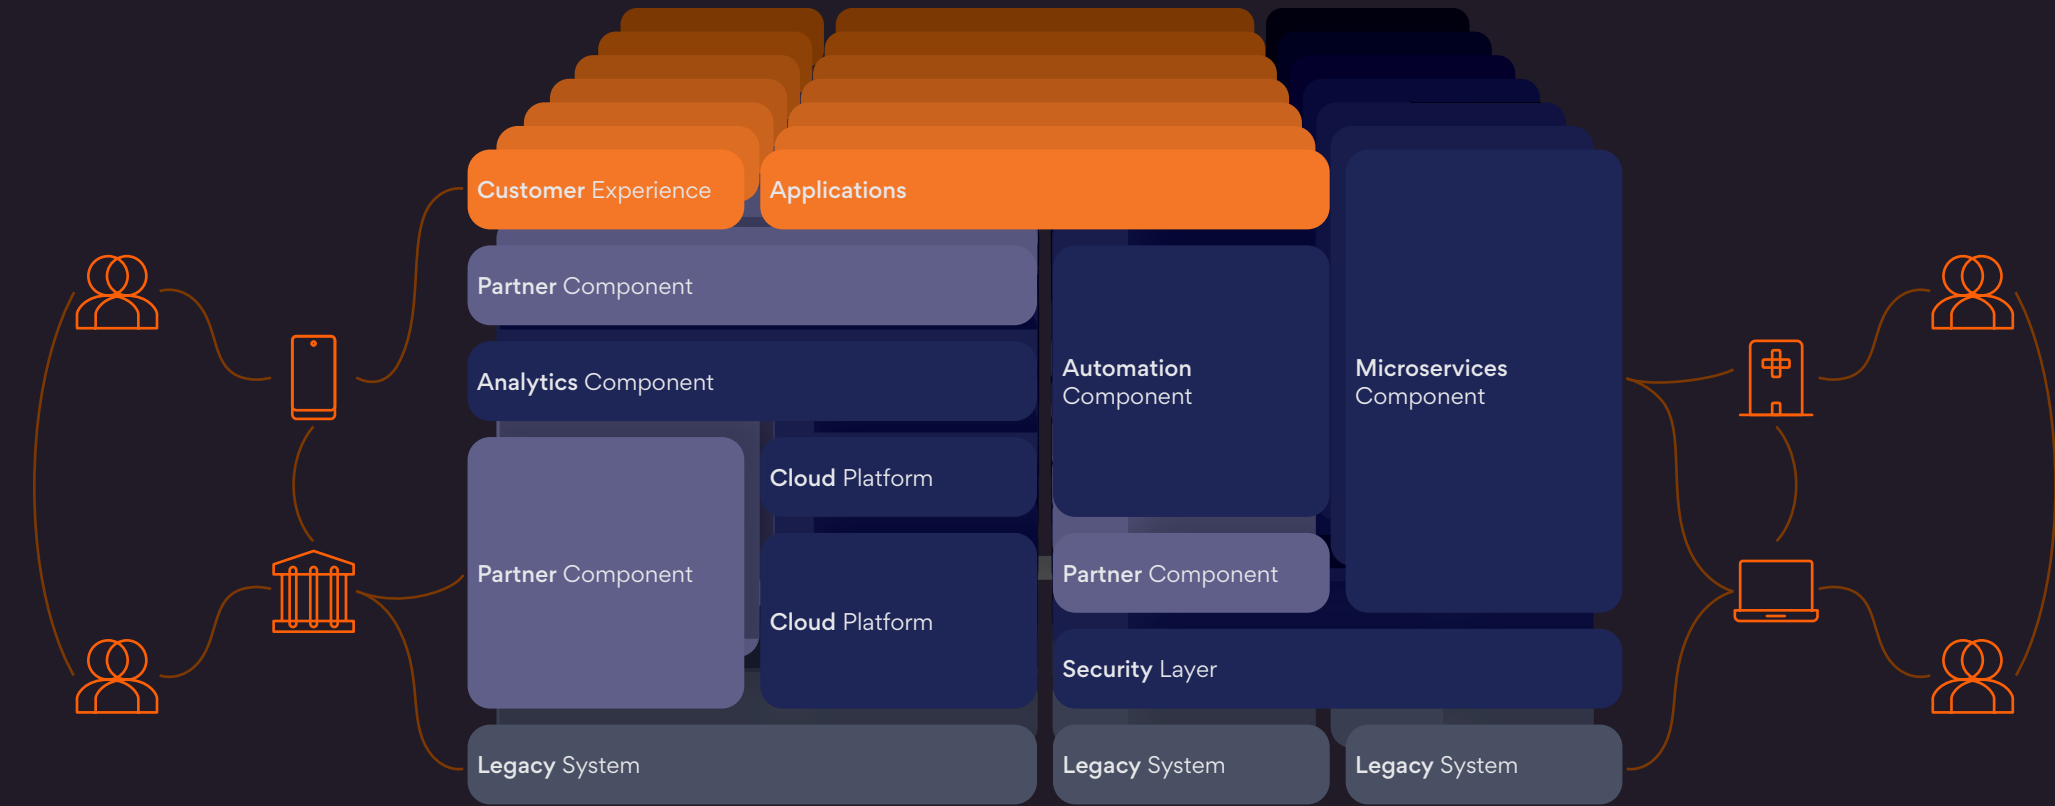 Customer Experience
Applications
Partner Component
Analytics Component
Automation
Component
Microservices
Component
Cloud Platform
Partner Component
Partner Component
Cloud Platform
Security Layer
Legacy System
Legacy System
Legacy System